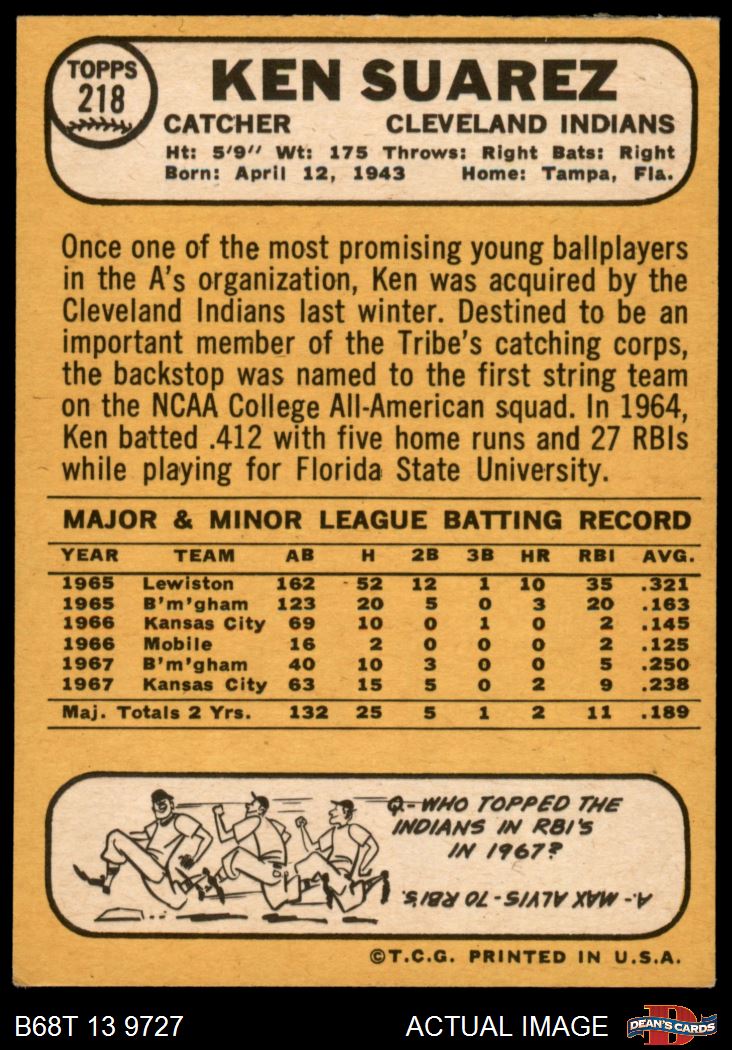 TOPPS
218
KEN SUAREZ
CATCHER CLEVELAND INDIANS
Ht: 5'9" Wt: 175 Throws: Right Bats: Right
Born: April 12, 1943 Home: Tampa, Fla.
Once one of the most promising young ballplayers
in the A's organization, Ken was acquired by the
Cleveland Indians last winter. Destined to be an
important member of the Tribe's catching corps,
the backstop was named to the first string team
on the NCAA College All-American squad. In 1964,
Ken batted .412 with five home runs and 27 RBIs
while playing for Florida State University.
MAJOR & MINOR LEAGUE BATTING RECORD
YEAR TEAM AB H 2B 3B HR RBI AVG.
1965 Lewiston 162 52 12 1 10 35 .321
1965 B'm'gham 123 20 5 0 3 20 .163
1966 Kansas City 69 10 0 1 0 2 .145
1966 Mobile 16 2 0 0 0 2 .125
1967 B'm'gham 40 10 3 0 0 5 .250
1967 Kansas City 63 15 5 0 2 9 .238
Maj. Totals 2 Yrs. 132 25 5 1 2 11 .189
Q-WHO TOPPED THE
INDIANS IN RBI'S
IN 1967?
A- MAX ALVIS-70 RBI'S.
©T.C.G. PRINTED IN U.S.A.
B68T 13 9727 ACTUAL IMAGE
D
DEAN'S CARDS